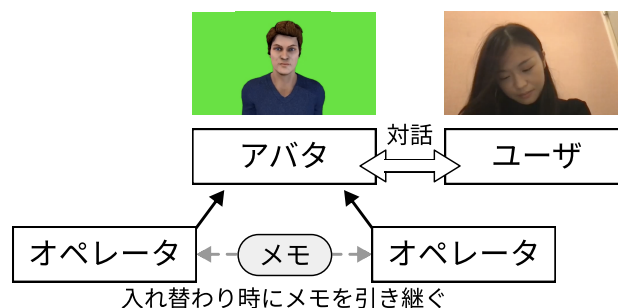 対話
アバタ
ユーザ
オペレータ
メモ
オペレータ
入れ替わり時にメモを引き継ぐ